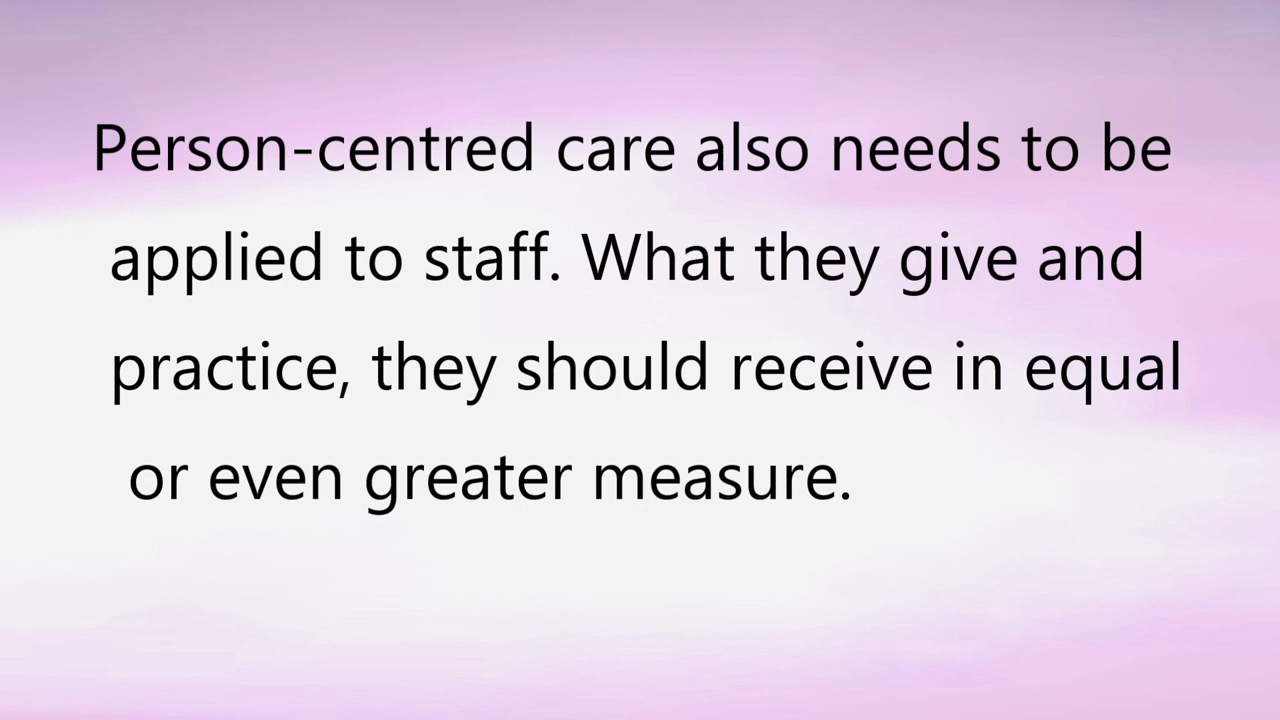 Person-centred care also needs to be
applied to staff. What they give and
practice, they should receive in equal
or even greater measure.